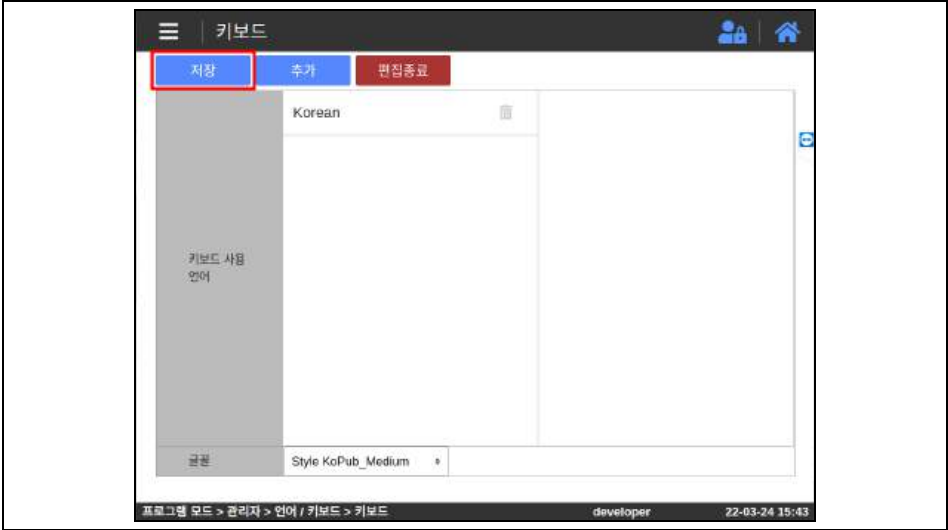 키보드
저장 추가 편집종료
Korean
키보드 사용
언어
글꼴 Style KoPub_Medium
프로그램 모드 > 관리자 > 언어 / 키보드 > 키보드 developer 22-03-24 15:43